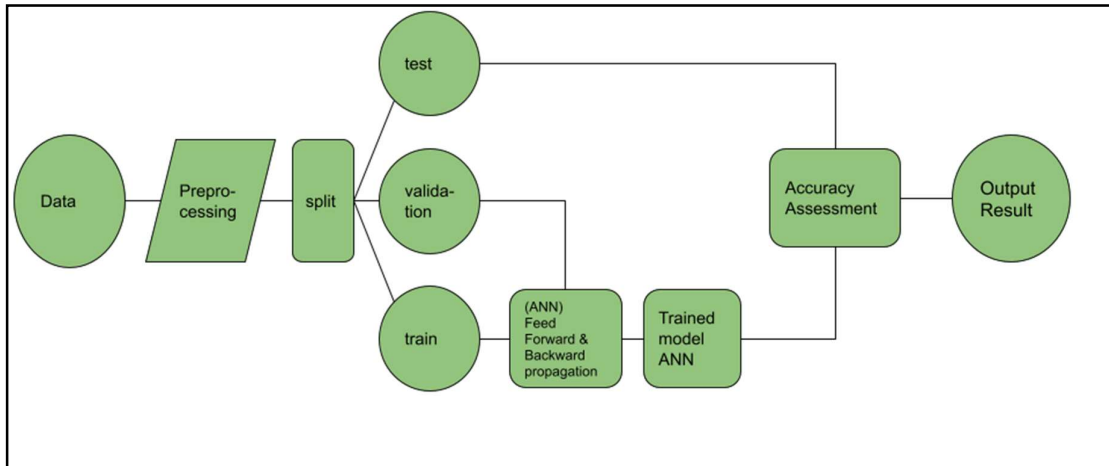 Data
Prepro-
cessing
split
test
valida-
tion
train
(ANN)
Feed
Forward &
Backward
propagation
Trained
model
ANN
Accuracy
Assessment
Output
Result